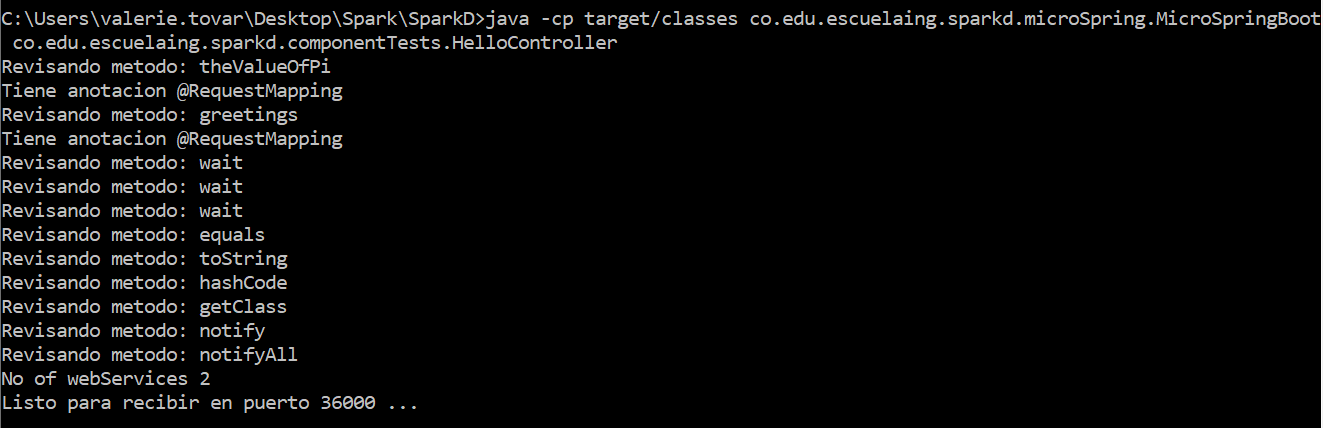 C:\Users\valerie.tovar\Desktop\Spark\SparkD>java -cp target/classes co.edu.escuelaing.sparkd.microSpring.MicroSpringBoot
 co.edu.escuelaing.sparkd.componentTests.HelloController
Revisando metodo: theValueOfPi
Tiene anotacion @RequestMapping
Revisando metodo: greetings
Tiene anotacion @RequestMapping
Revisando metodo: wait
Revisando metodo: wait
Revisando metodo: wait
Revisando metodo: equals
Revisando metodo: toString
Revisando metodo: hashCode
Revisando metodo: getClass
Revisando metodo: notify
Revisando metodo: notifyAll
No of webServices 2
Listo para recibir en puerto 36000 ...